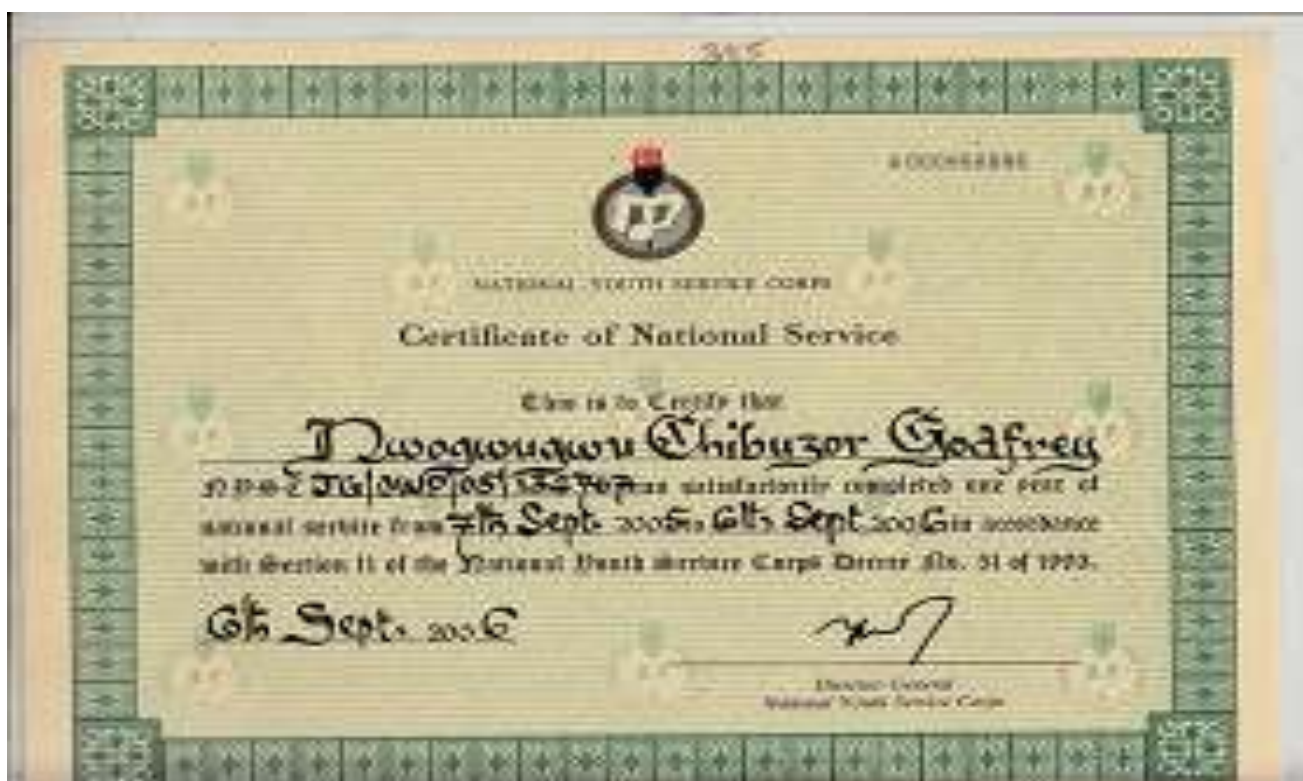 NATIONAL YOUTH SERVICE CORPS
Certificate of National Service
This is to Certify that
Nwogwugwu Chibuzor Godfrey
has satisfactorily completed one year of
national service from 7th Sept. 2005 to 6th Sept. 2006 in accordance
with Section 11 of the National Youth Service Corps Decree No. 51 of 1993.
6th Sept. 2006
Director-General
National Youth Service Corps